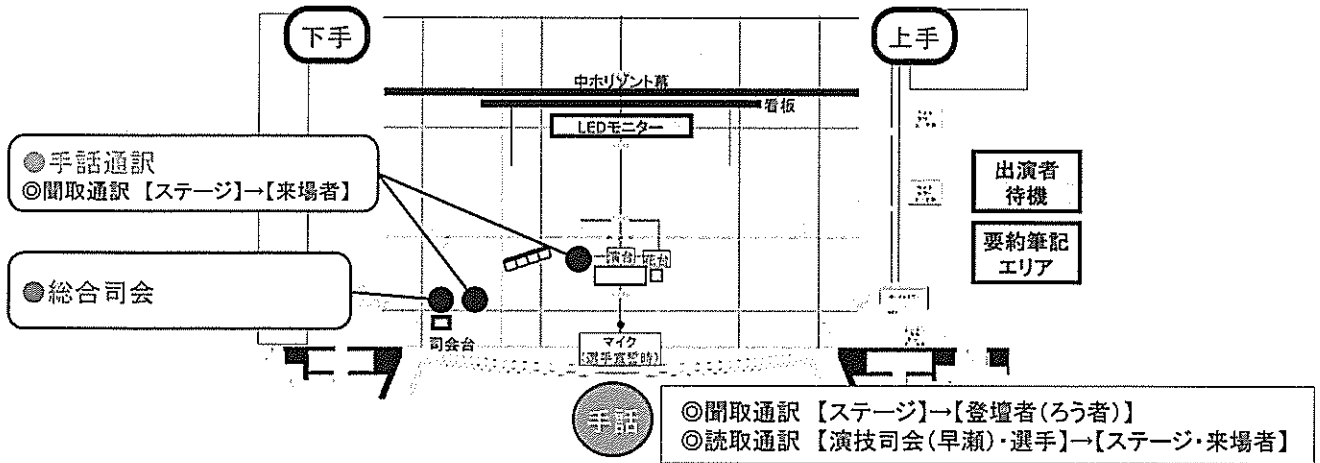 下手
上手
中ホリゾント幕
看板
LEDモニター
●手話通訳
◎聞取通訳 【ステージ】→【来場者】
出演者
待機
要約筆記
エリア
演台
花台
●総合司会
司会台
マイク
(選手宣誓時)
手話
◎聞取通訳 【ステージ】→【登壇者(ろう者)】
◎読取通訳 【演技司会(早瀬)・選手】→【ステージ・来場者】